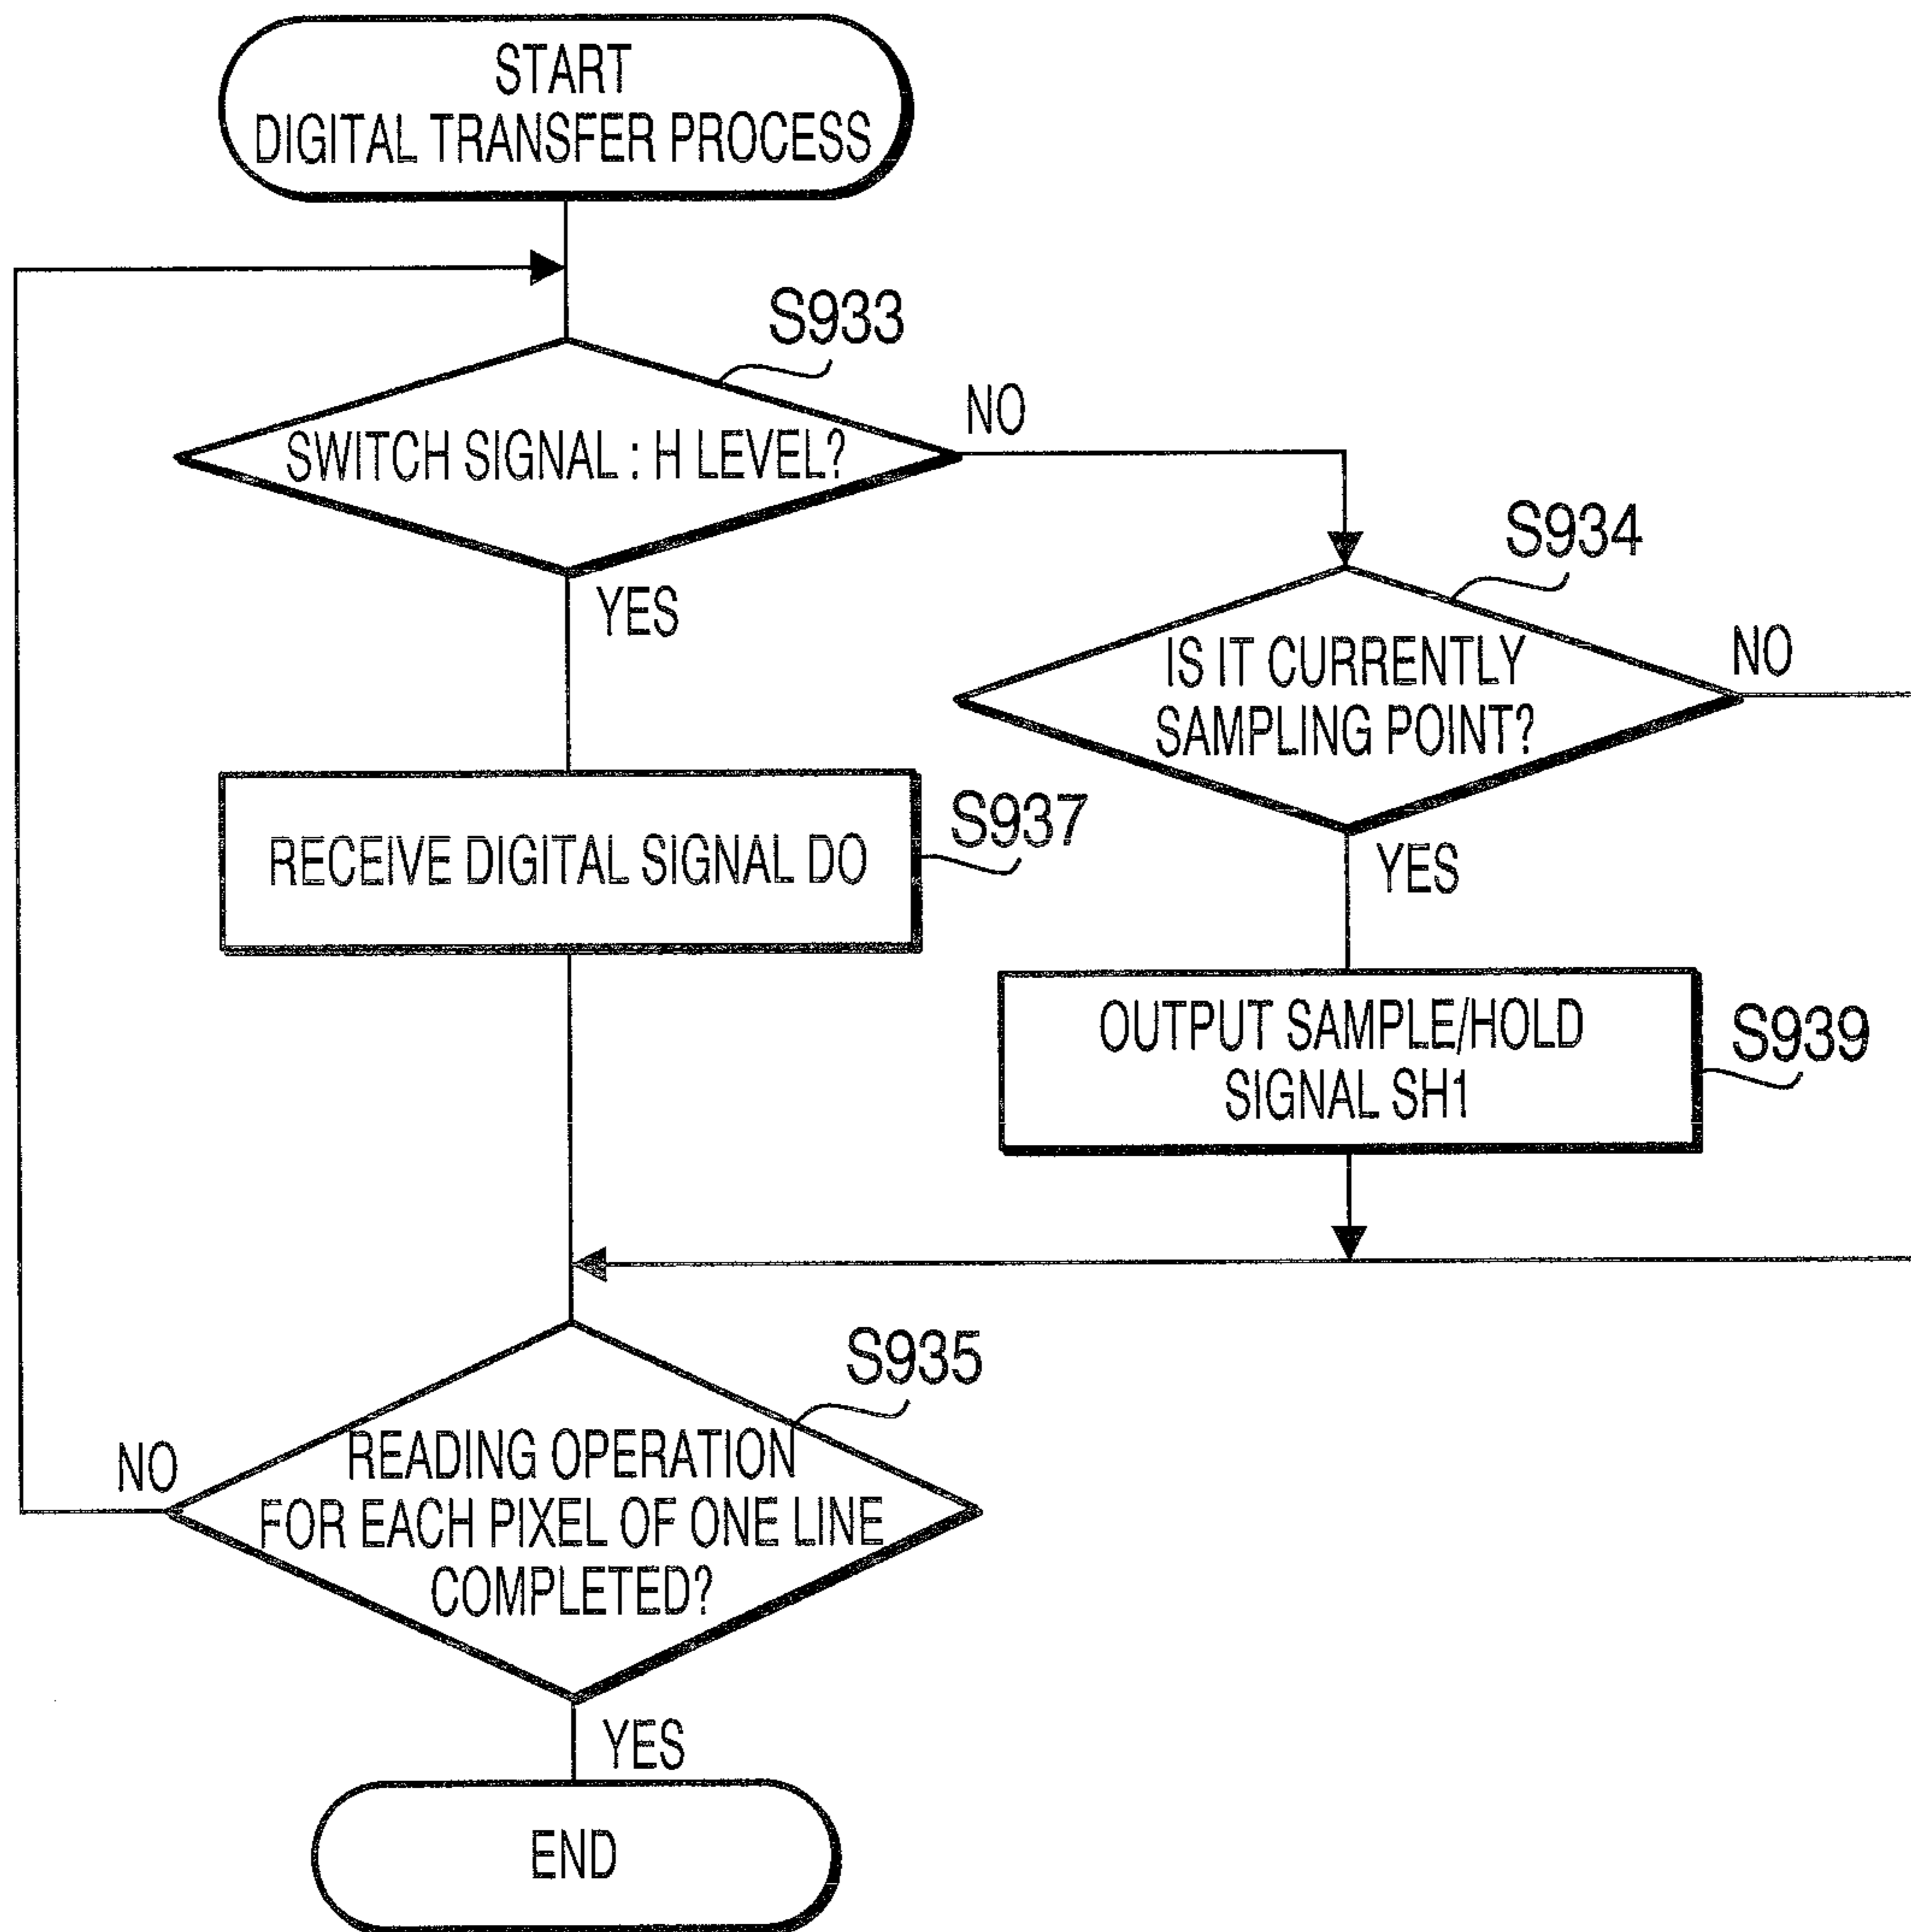 START
DIGITAL TRANSFER PROCESS
S933
SWITCH SIGNAL : H LEVEL?
NO
YES
S934
IS IT CURRENTLY
SAMPLING POINT?
NO
YES
RECEIVE DIGITAL SIGNAL DO
S937
OUTPUT SAMPLE/HOLD
SIGNAL SH1
S939
S935
READING OPERATION
FOR EACH PIXEL OF ONE LINE
COMPLETED?
NO
YES
END